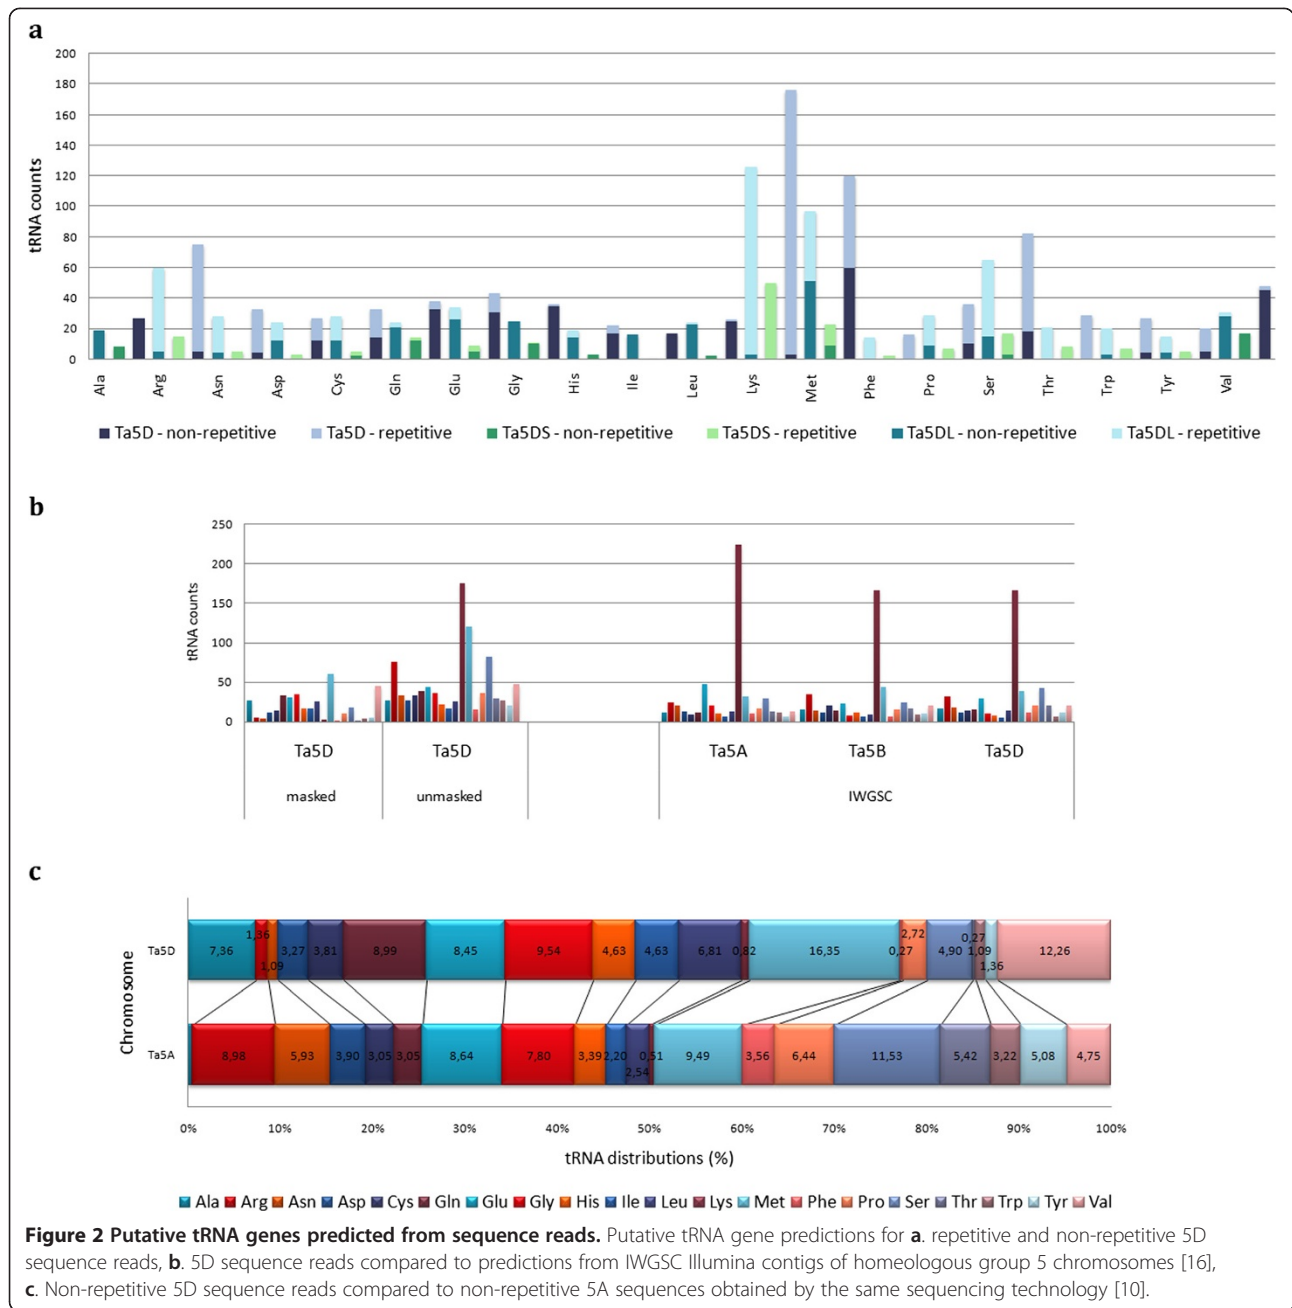 a
200
180
160
140
120
100
80
60
40
20
0
tRNA counts
Ala Arg Asn Asp Cys Gln Glu Gly His Ile Leu Lys Met Phe Pro Ser Thr Trp Tyr Val
Ta5D - non-repetitive Ta5D - repetitive Ta5DS - non-repetitive Ta5DS - repetitive Ta5DL - non-repetitive Ta5DL - repetitive
b
250
200
150
100
50
0
tRNA counts
Ta5D Ta5D Ta5A Ta5B Ta5D
masked unmasked IWGSC
c
Chromosome
Ta5D
7,36 1,36 1,09 3,27 3,81 8,99 8,45 9,54 4,63 4,63 6,81 0,82 16,35 0,27 2,72 4,90 0,27 1,09 1,36 12,26
Ta5A
8,98 5,93 3,90 3,05 3,05 8,64 7,80 3,39 2,20 2,54 0,51 9,49 3,56 6,44 11,53 5,42 3,22 5,08 4,75
0% 10% 20% 30% 40% 50% 60% 70% 80% 90% 100%
tRNA distributions (%)
Ala Arg Asn Asp Cys Gln Glu Gly His Ile Leu Lys Met Phe Pro Ser Thr Trp Tyr Val
Figure 2 Putative tRNA genes predicted from sequence reads. Putative tRNA gene predictions for a. repetitive and non-repetitive 5D
sequence reads, b. 5D sequence reads compared to predictions from IWGSC Illumina contigs of homeologous group 5 chromosomes [16],
c. Non-repetitive 5D sequence reads compared to non-repetitive 5A sequences obtained by the same sequencing technology [10].